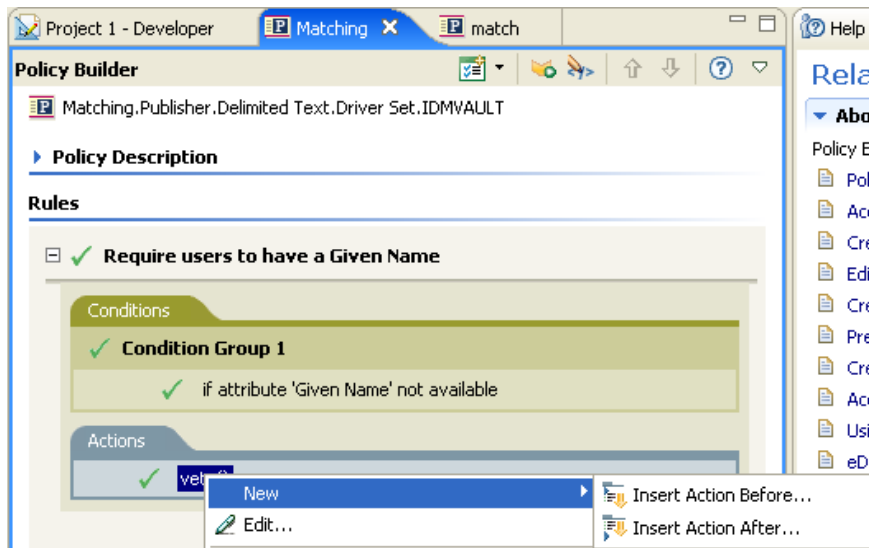 Project 1 - Developer
Matching
match
Help
Policy Builder
Matching.Publisher.Delimited Text.Driver Set.IDMVAULT
Policy Description
Rules
Require users to have a Given Name
Conditions
Condition Group 1
if attribute 'Given Name' not available
Actions
New
Insert Action Before...
Edit...
Insert Action After...
Policy